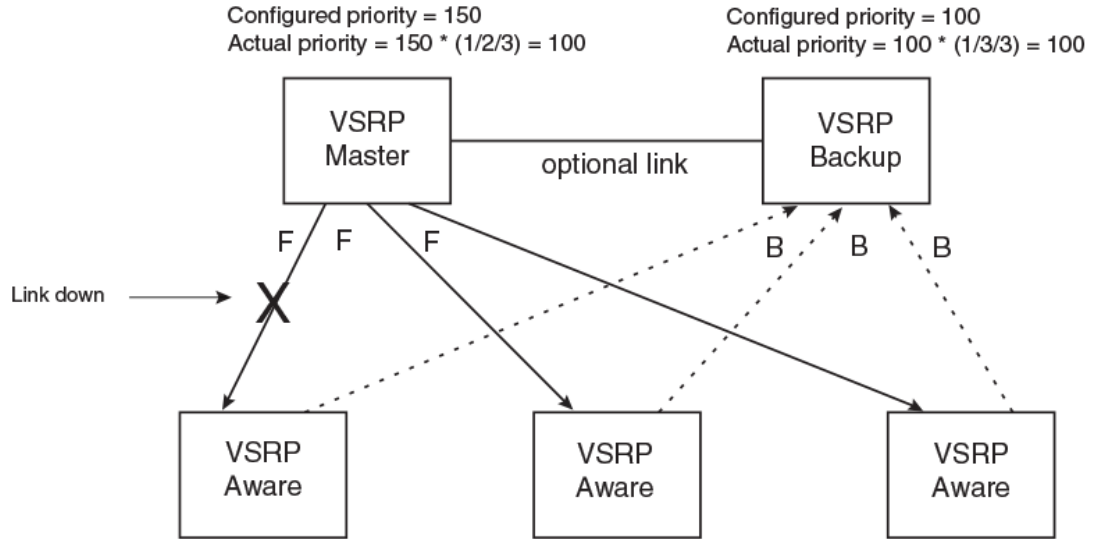 Configured priority = 150
Actual priority = 150 * (1/2/3) = 100
Configured priority = 100
Actual priority = 100 * (1/3/3) = 100
VSRP
Master
optional link
VSRP
Backup
F
F
F
B
B
B
Link down
X
VSRP
Aware
VSRP
Aware
VSRP
Aware